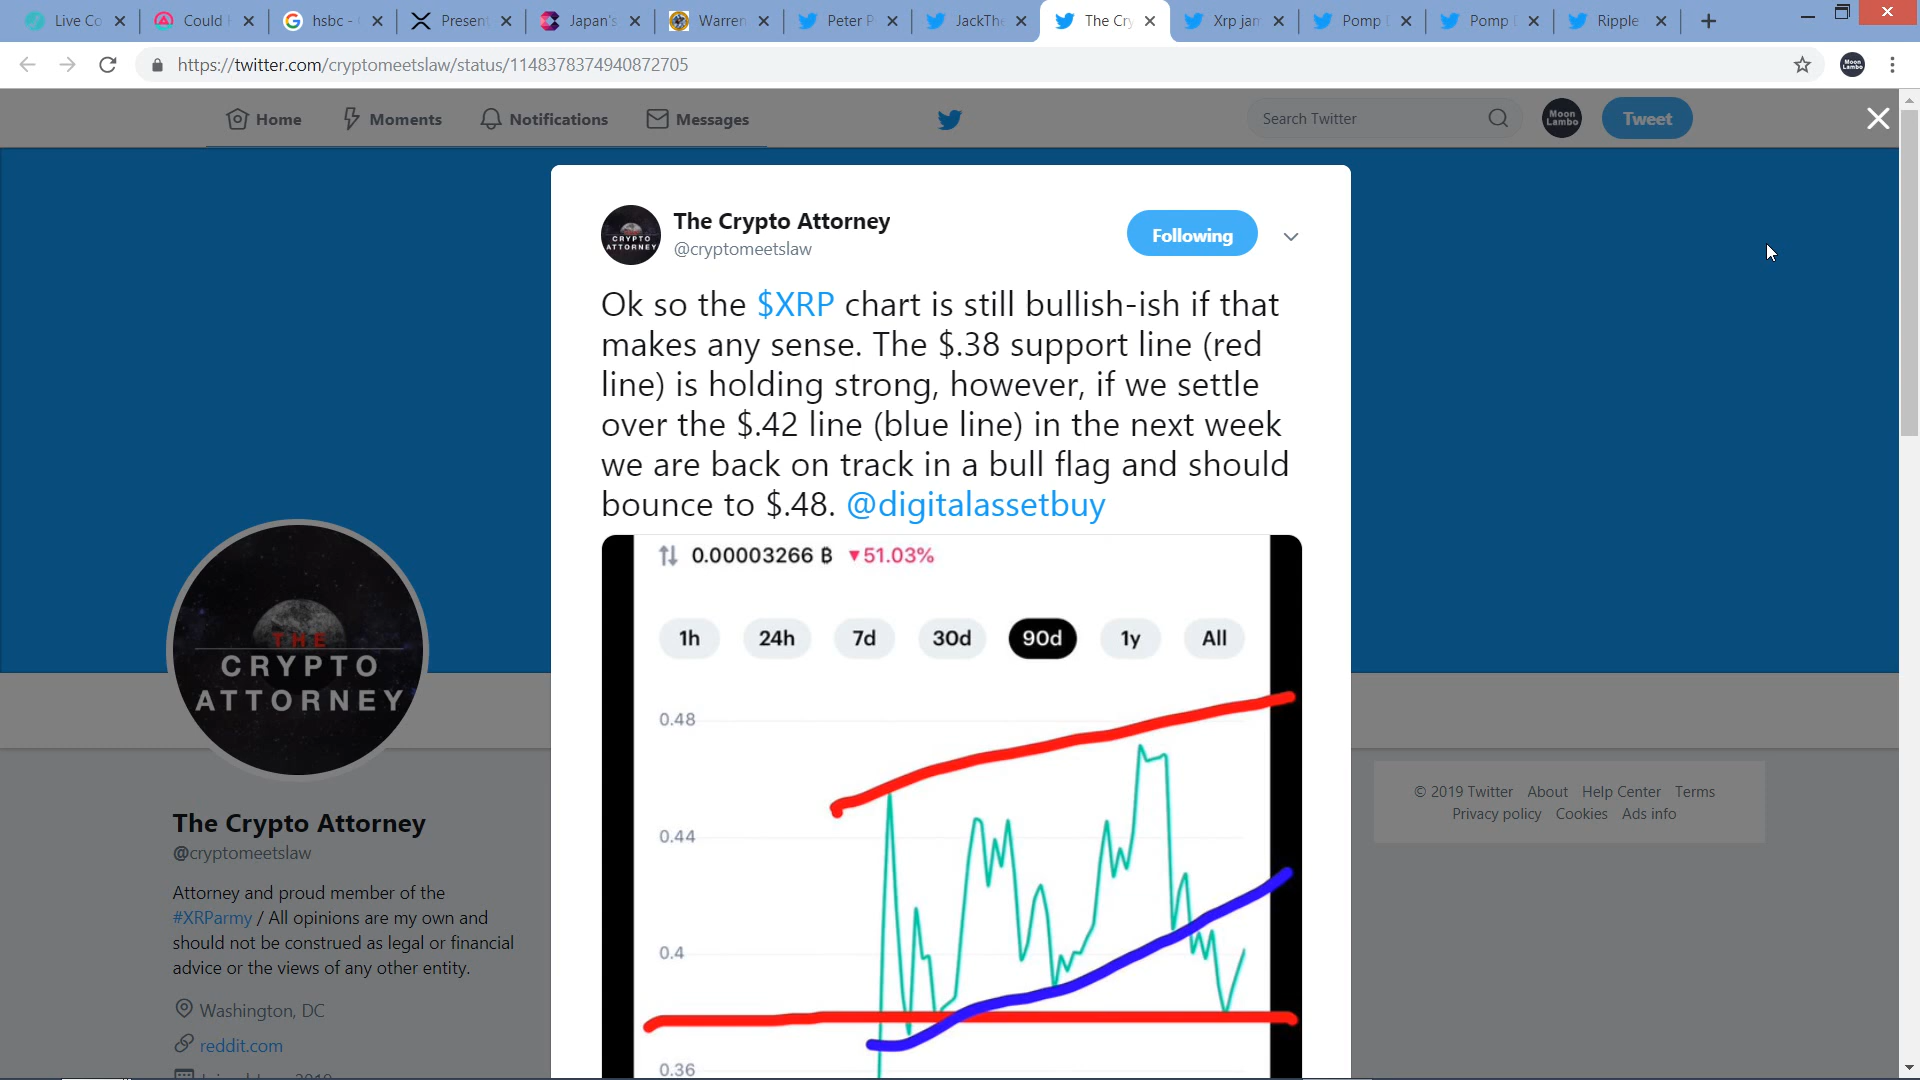 Live Co
Could
hsbc -
Present
Japan's
Warren
Peter P
JackThe
The Cry
Xrp jam
Pomp
Pomp
Ripple
https://twitter.com/cryptomeetslaw/status/1148378374940872705
Moon Lambo
Home
Moments
Notifications
Messages
Search Twitter
Moon
Lambo
Tweet
The Crypto Attorney
@cryptomeetslaw
Following
CRYPTO
ATTORNEY
Ok so the $XRP chart is still bullish-ish if that
makes any sense. The $.38 support line (red
line) is holding strong, however, if we settle
over the $.42 line (blue line) in the next week
we are back on track in a bull flag and should
bounce to $.48. @digitalassetbuy
0.00003266 ₿ ▼51.03%
1h 24h 7d 30d 90d 1y All
0.48
0.44
0.4
0.36
THE
CRYPTO
ATTORNEY
The Crypto Attorney
@cryptomeetslaw
Attorney and proud member of the
#XRParmy / All opinions are my own and
should not be construed as legal or financial
advice or the views of any other entity.
Washington, DC
reddit.com
© 2019 Twitter About Help Center Terms
Privacy policy Cookies Ads info